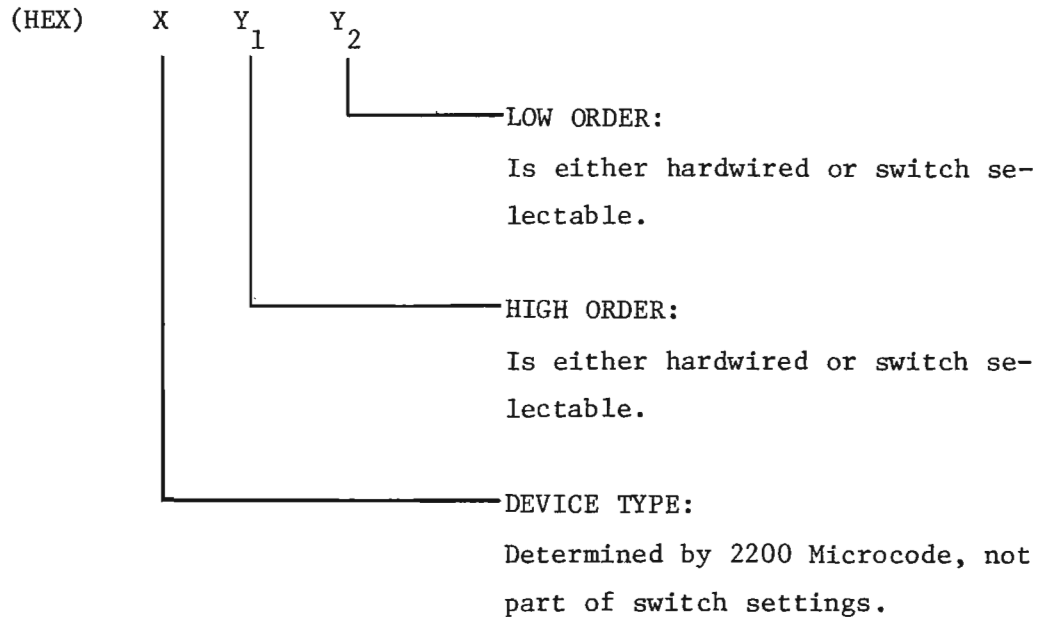 (HEX) X Y1 Y2
LOW ORDER:
Is either hardwired or switch se-
lectable.
HIGH ORDER:
Is either hardwired or switch se-
lectable.
DEVICE TYPE:
Determined by 2200 Microcode, not
part of switch settings.